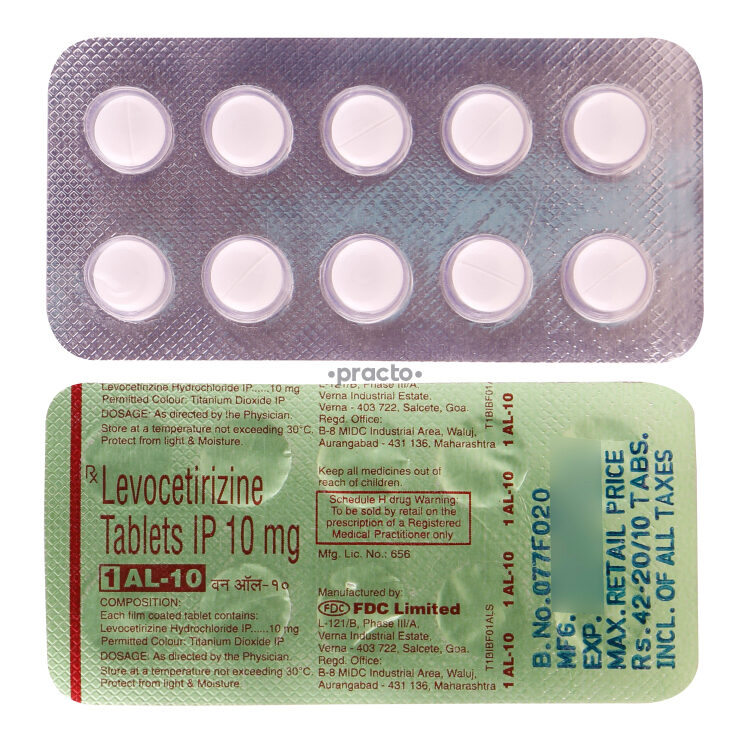 •practo•
Levocetirizine Hydrochloride IP.....10 mg
Permitted Colour: Titanium Dioxide IP
DOSAGE: As directed by the Physician.
Store at a temperature not exceeding 30°C.
Protect from light & Moisture.
Rx Levocetirizine
Tablets IP 10 mg
1 AL-10 वन ऑल-१०
COMPOSITION:
Each film coated tablet contains:
Levocetirizine Hydrochloride IP.....10 mg
Permitted Colour: Titanium Dioxide IP
DOSAGE: As directed by the Physician.
Store at a temperature not exceeding 30°C.
Protect from light & Moisture.
L-121/B, Phase III/A,
Verna Industrial Estate.
Verna - 403 722, Salcete, Goa.
Regd. Office:
B-8 MIDC Industrial Area, Waluj,
Aurangabad - 431 136, Maharashtra
Keep all medicines out of
reach of children.
Schedule H drug Warning:
To be sold by retail on the
prescription of a Registered
Medical Practitioner only
Mfg. Lic. No.: 656
Manufactured by:
FDC FDC Limited
L-121/B, Phase III/A,
Verna Industrial Estate.
Verna - 403 722, Salcete, Goa.
Regd. Office:
B-8 MIDC Industrial Area, Waluj,
Aurangabad - 431 136, Maharashtra
T1BIBF01ALS T1BIBF01
1 AL-10 1 AL-10 1 AL-10 1 AL-10
B. No. 077F020
MFG.
EXP.
MAX. RETAIL PRICE
Rs. 42-20/10 TABS.
INCL. OF ALL TAXES